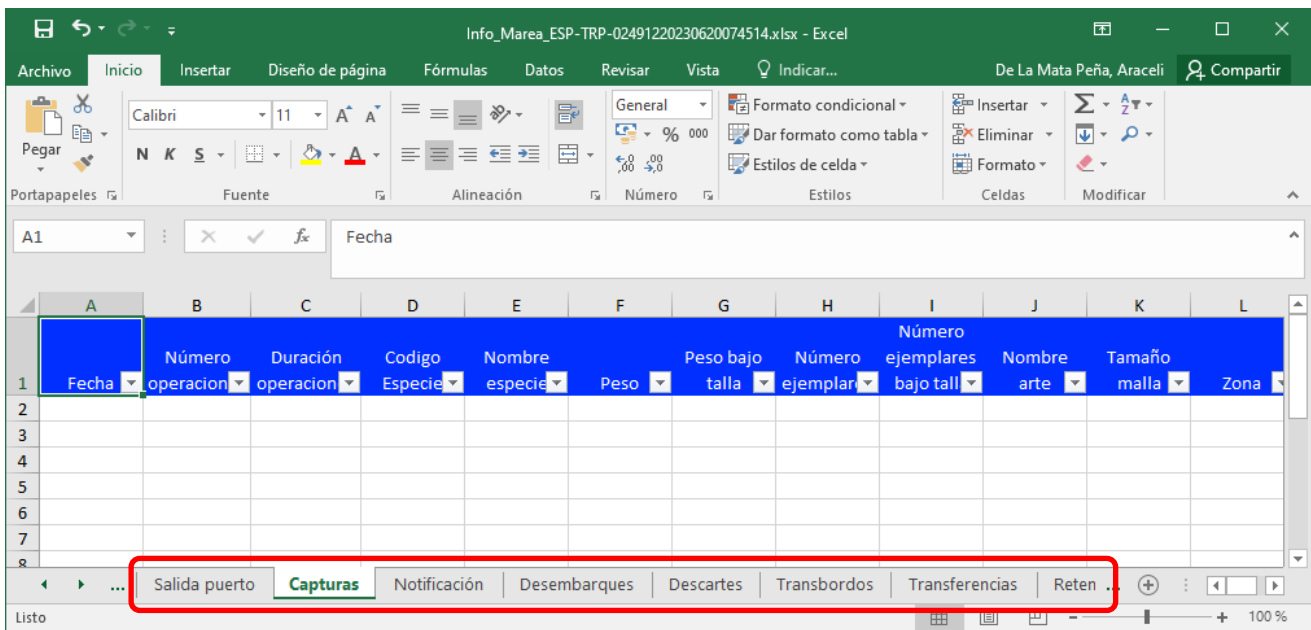 Info_Marea_ESP-TRP-02491220230620074514.xlsx - Excel
Archivo Inicio Insertar Diseño de página Fórmulas Datos Revisar Vista Indicar... De La Mata Peña, Araceli Compartir
Pegar
Calibri 11 A A
N K S A
General
% 000
Formato condicional
Dar formato como tabla
Estilos de celda
Insertar
Eliminar
Formato
Portapapeles Fuente Alineación Número Estilos Celdas Modificar
A1 fx Fecha
A B C D E F G H I J K L
1 Fecha Número operacion Duración operacion Codigo Especie Nombre especie Peso Peso bajo talla Número ejemplar Número ejemplares bajo tall Nombre arte Tamaño malla Zona
2
3
4
5
6
7
8
... Salida puerto Capturas Notificación Desembarques Descartes Transbordos Transferencias Reten ...
Listo 100 %